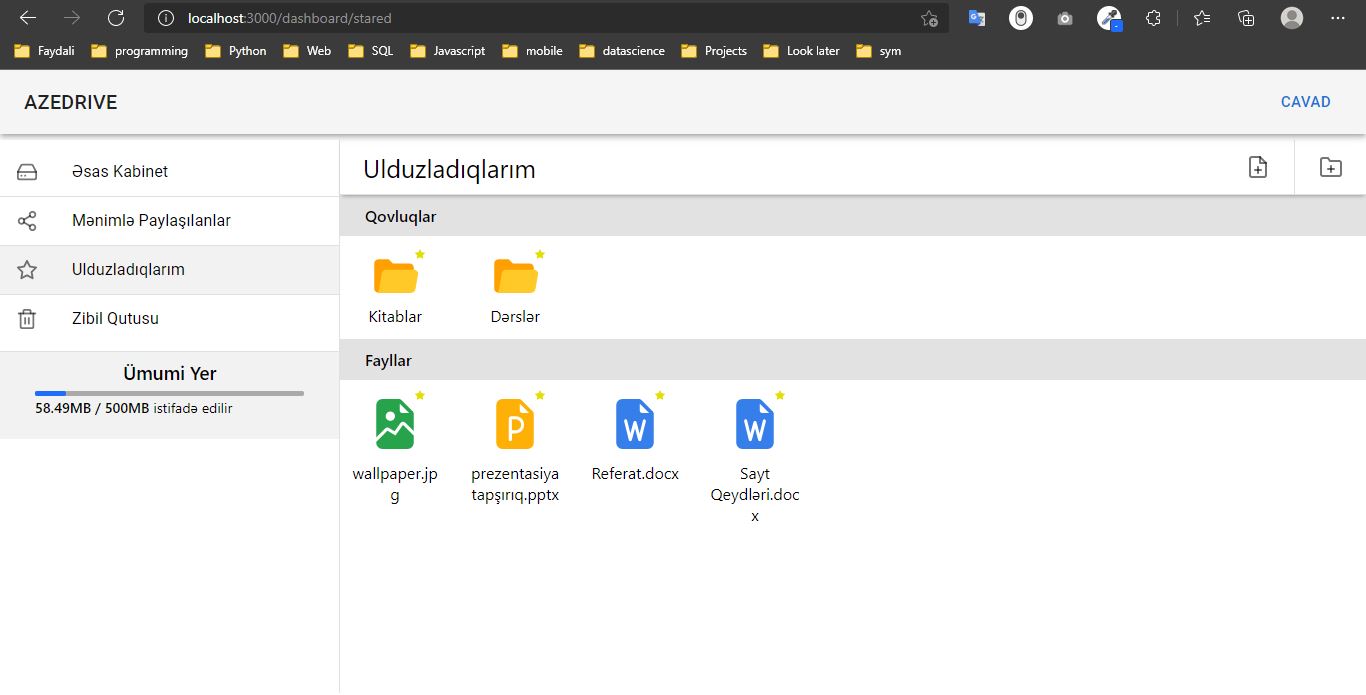 localhost:3000/dashboard/stared
Faydali programming Python Web SQL Javascript mobile datascience Projects Look later sym
AZEDRIVE CAVAD
Əsas Kabinet
Mənimlə Paylaşılanlar
Ulduzladıqlarım
Zibil Qutusu
Ümumi Yer
58.49MB / 500MB istifadə edilir
Ulduzladıqlarım
Qovluqlar
Kitablar
Dərslər
Fayllar
P
W
W
wallpaper.jp
g
prezentasiya
tapşırıq.pptx
Referat.docx
Sayt
Qeydləri.doc
x